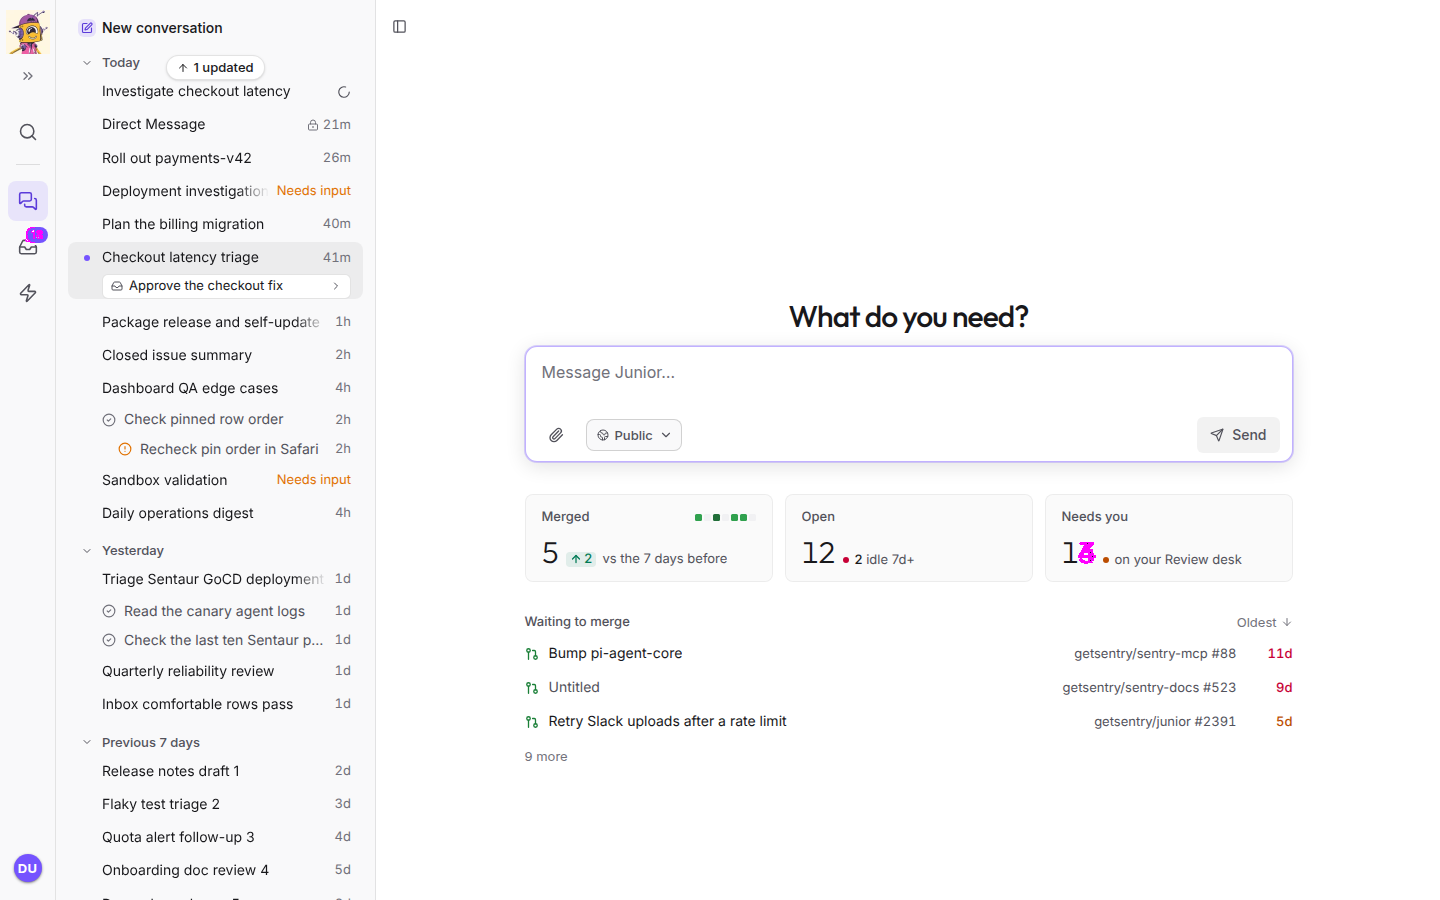 New conversation
Today
1 updated
Investigate checkout latency
Direct Message 21m
Roll out payments-v42 26m
Deployment investigation Needs input
Plan the billing migration 40m
Checkout latency triage 41m
Approve the checkout fix
Package release and self-update 1h
Closed issue summary 2h
Dashboard QA edge cases 4h
Check pinned row order 2h
Recheck pin order in Safari 2h
Sandbox validation Needs input
Daily operations digest 4h
Yesterday
Triage Sentaur GoCD deployment 1d
Read the canary agent logs 1d
Check the last ten Sentaur p... 1d
Quarterly reliability review 1d
Inbox comfortable rows pass 1d
Previous 7 days
Release notes draft 1 2d
Flaky test triage 2 3d
Quota alert follow-up 3 4d
Onboarding doc review 4 5d
DU
What do you need?
Message Junior...
Public
Send
Merged
5 2 vs the 7 days before
Open
12 2 idle 7d+
Needs you
on your Review desk
Waiting to merge Oldest
Bump pi-agent-core getsentry/sentry-mcp #88 11d
Untitled getsentry/sentry-docs #523 9d
Retry Slack uploads after a rate limit getsentry/junior #2391 5d
9 more